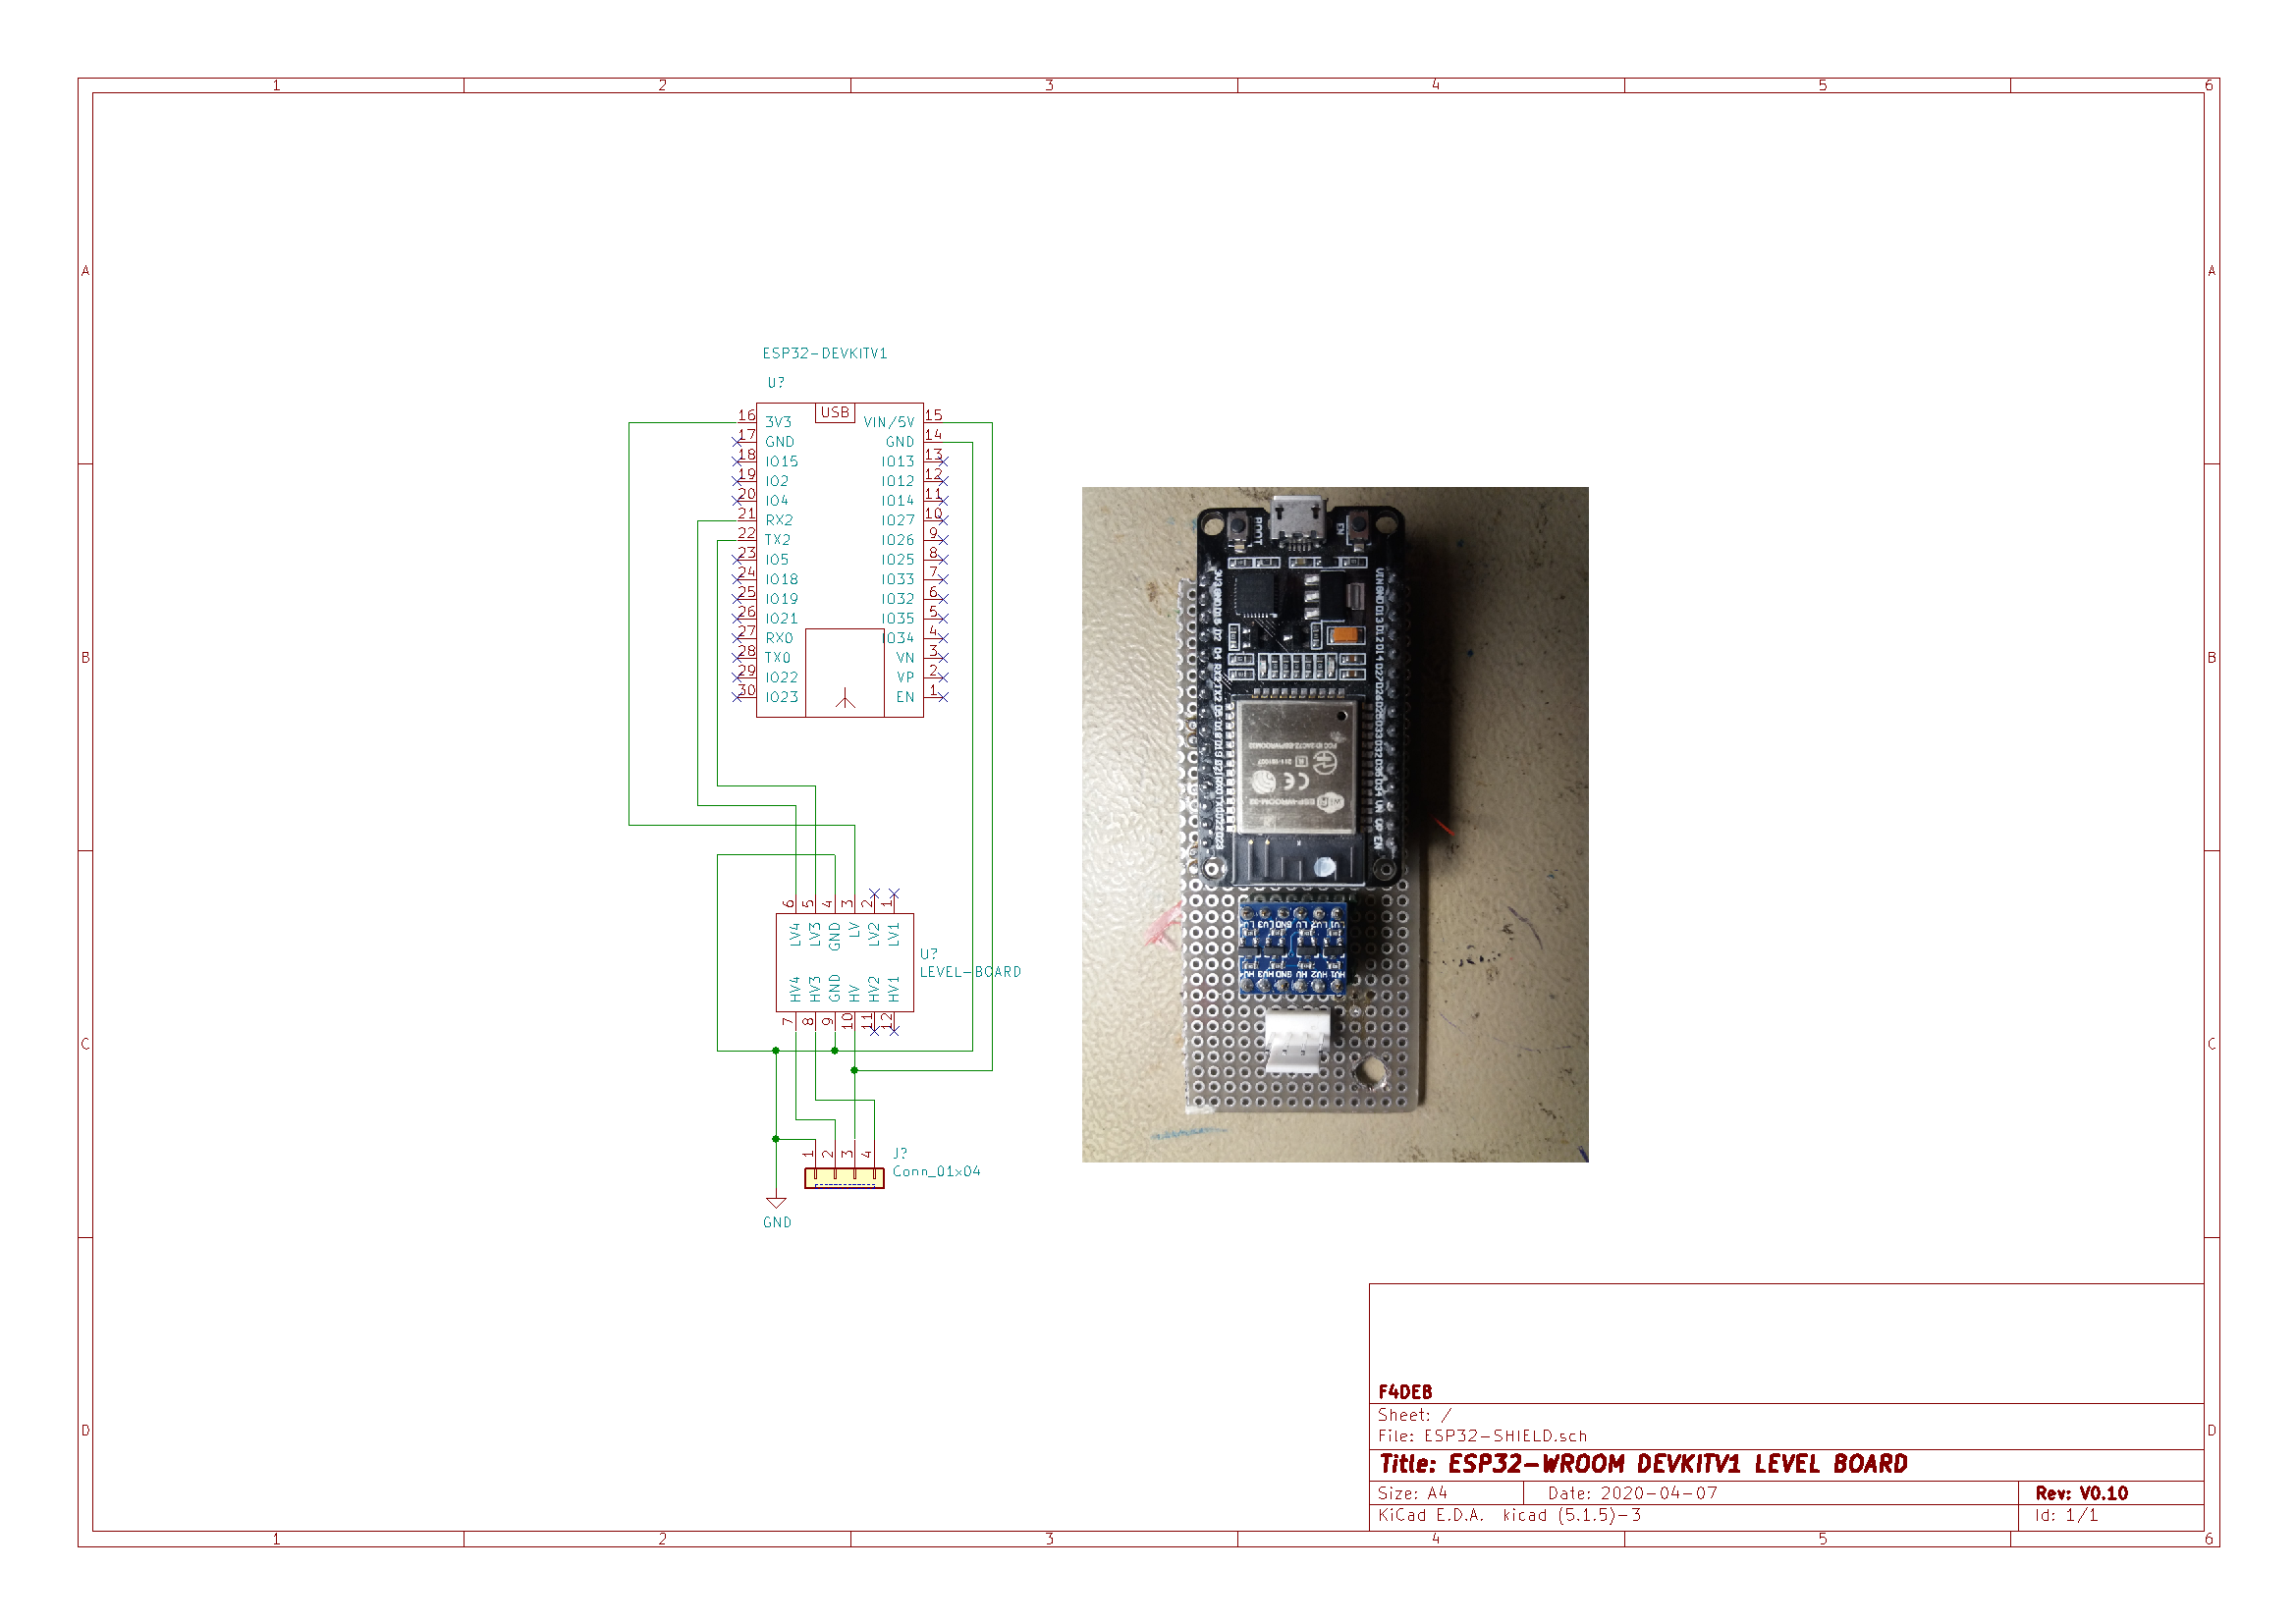 1 2 3 4 5 6
A A
B B
C C
D D
ESP32-DEVKITV1
U?
USB
16 3V3 VIN/5V 15
17 GND GND 14
18 IO15 IO13 13
19 IO2 IO12 12
20 IO4 IO14 11
21 RX2 IO27 10
22 TX2 IO26 9
23 IO5 IO25 8
24 IO18 IO33 7
25 IO19 IO32 6
26 IO21 IO35 5
27 RX0 IO34 4
28 TX0 VN 3
29 IO22 VP 2
30 IO23 EN 1
6 5 4 3 2 1
LV4 LV3 GND LV LV2 LV1
U?
LEVEL-BOARD
HV4 HV3 GND HV HV2 HV1
7 8 9 10 11 12
1 2 3 4
J?
Conn_01x04
GND
BOOT
EN
ESP-WROOM-32
F4DEB
Sheet: /
File: ESP32-SHIELD.sch
Title: ESP32-WROOM DEVKITV1 LEVEL BOARD
Size: A4 Date: 2020-04-07 Rev: V0.10
KiCad E.D.A. kicad (5.1.5)-3 Id: 1/1
1 2 3 4 5 6